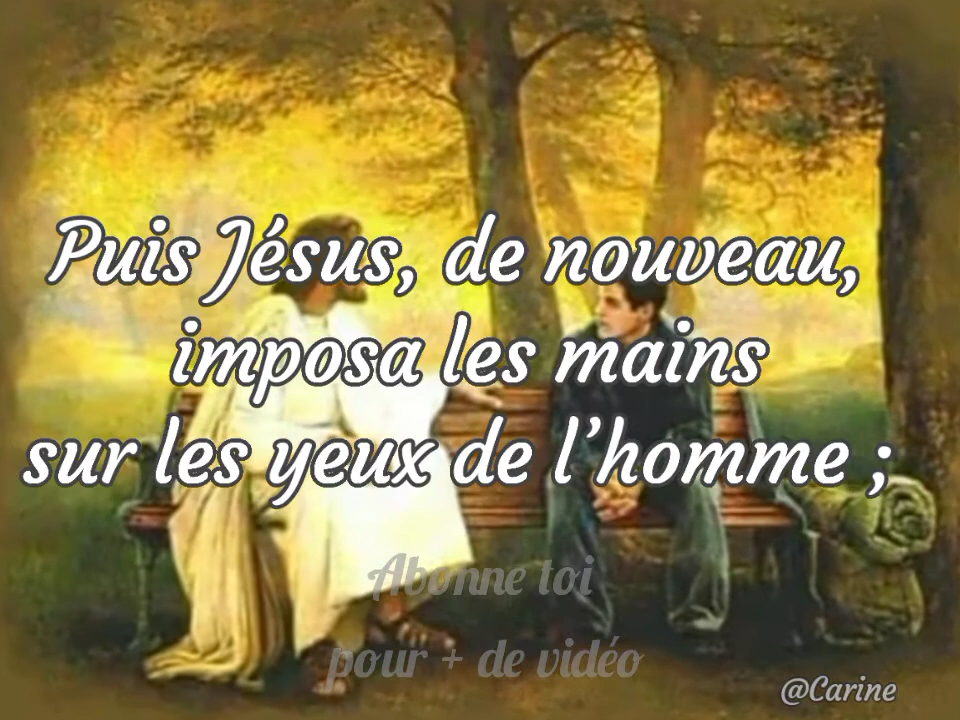 Puis Jésus, de nouveau,
imposa les mains
sur les yeux de l’homme ;
Abonne toi
pour + de vidéo
@Carine